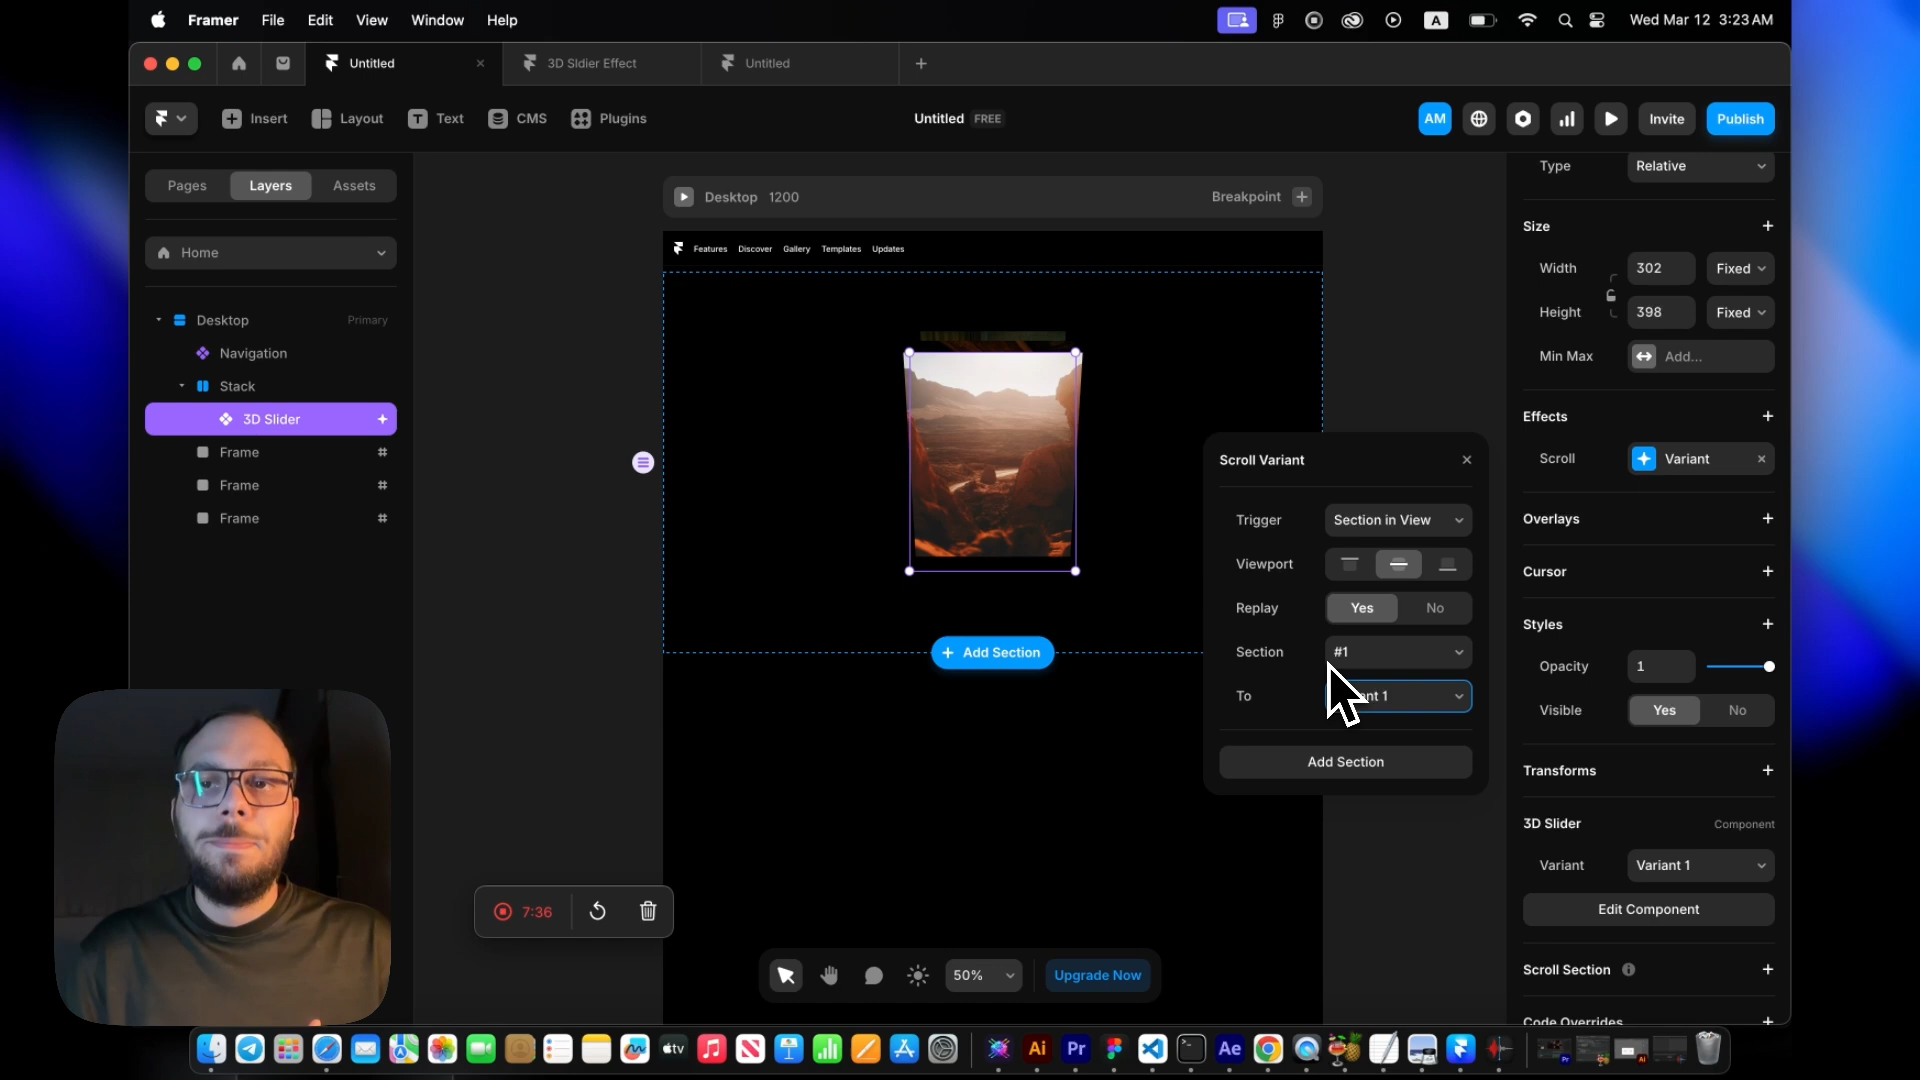 Framer File Edit View Window Help
A
Wed Mar 12 3:23 AM
Untitled
3D Sldier Effect
Untitled
Insert Layout Text CMS Plugins
Untitled FREE
AM Invite Publish
Pages Layers Assets
Home
Desktop Primary
Navigation
Stack
3D Slider
Frame
Frame
Frame
Desktop 1200
Breakpoint
Features Discover Gallery Templates Updates
Add Section
Scroll Variant
Trigger Section in View
Viewport
Replay Yes No
Section #1
To
Add Section
Type Relative
Size
Width 302 Fixed
Height 398 Fixed
Min Max Add...
Effects
Scroll Variant
Overlays
Cursor
Styles
Opacity 1
Visible Yes No
Transforms
3D Slider Component
Variant Variant 1
Edit Component
Scroll Section
Code Overrides
7:36
50%
Upgrade Now
tv
Ai
Pr
Ae